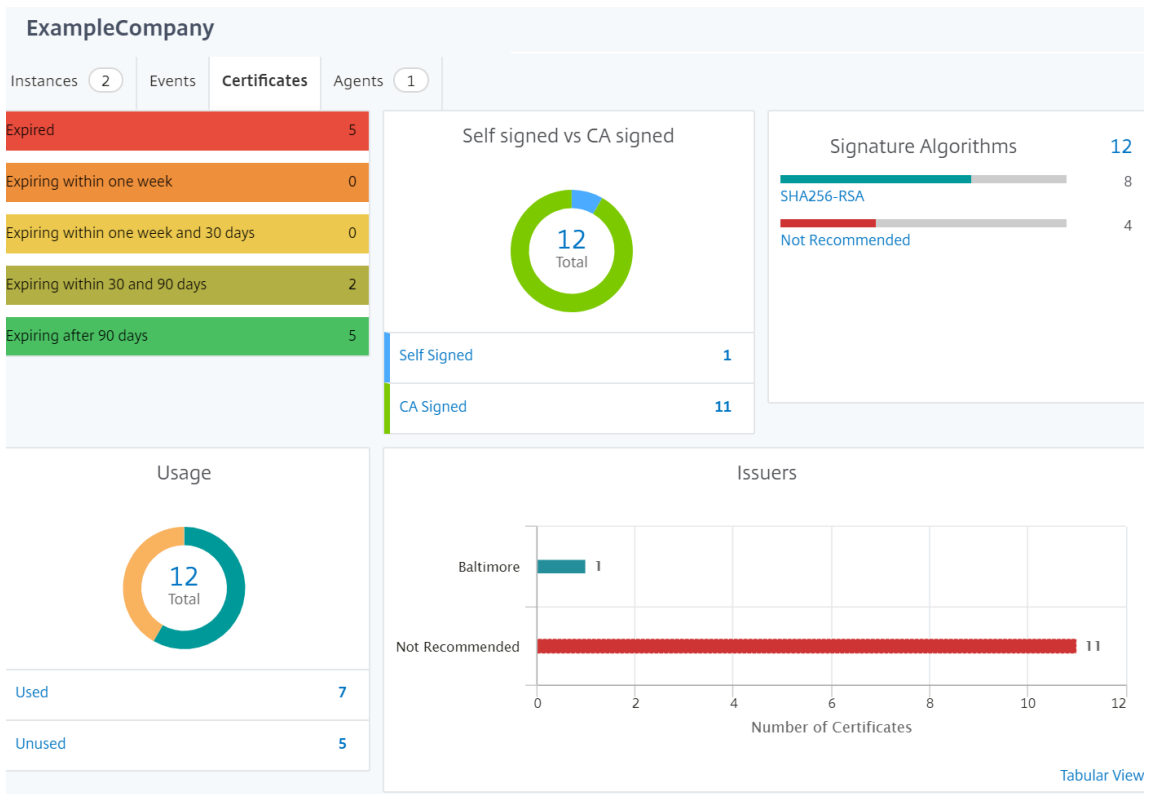 ExampleCompany
Instances 2 Events Certificates Agents 1
Expired 5
Expiring within one week 0
Expiring within one week and 30 days 0
Expiring within 30 and 90 days 2
Expiring after 90 days 5
Self signed vs CA signed
12
Total
Self Signed 1
CA Signed 11
Signature Algorithms 12
8
SHA256-RSA
4
Not Recommended
Usage
12
Total
Used 7
Unused 5
Issuers
Baltimore 1
Not Recommended 11
0 2 4 6 8 10 12
Number of Certificates
Tabular View